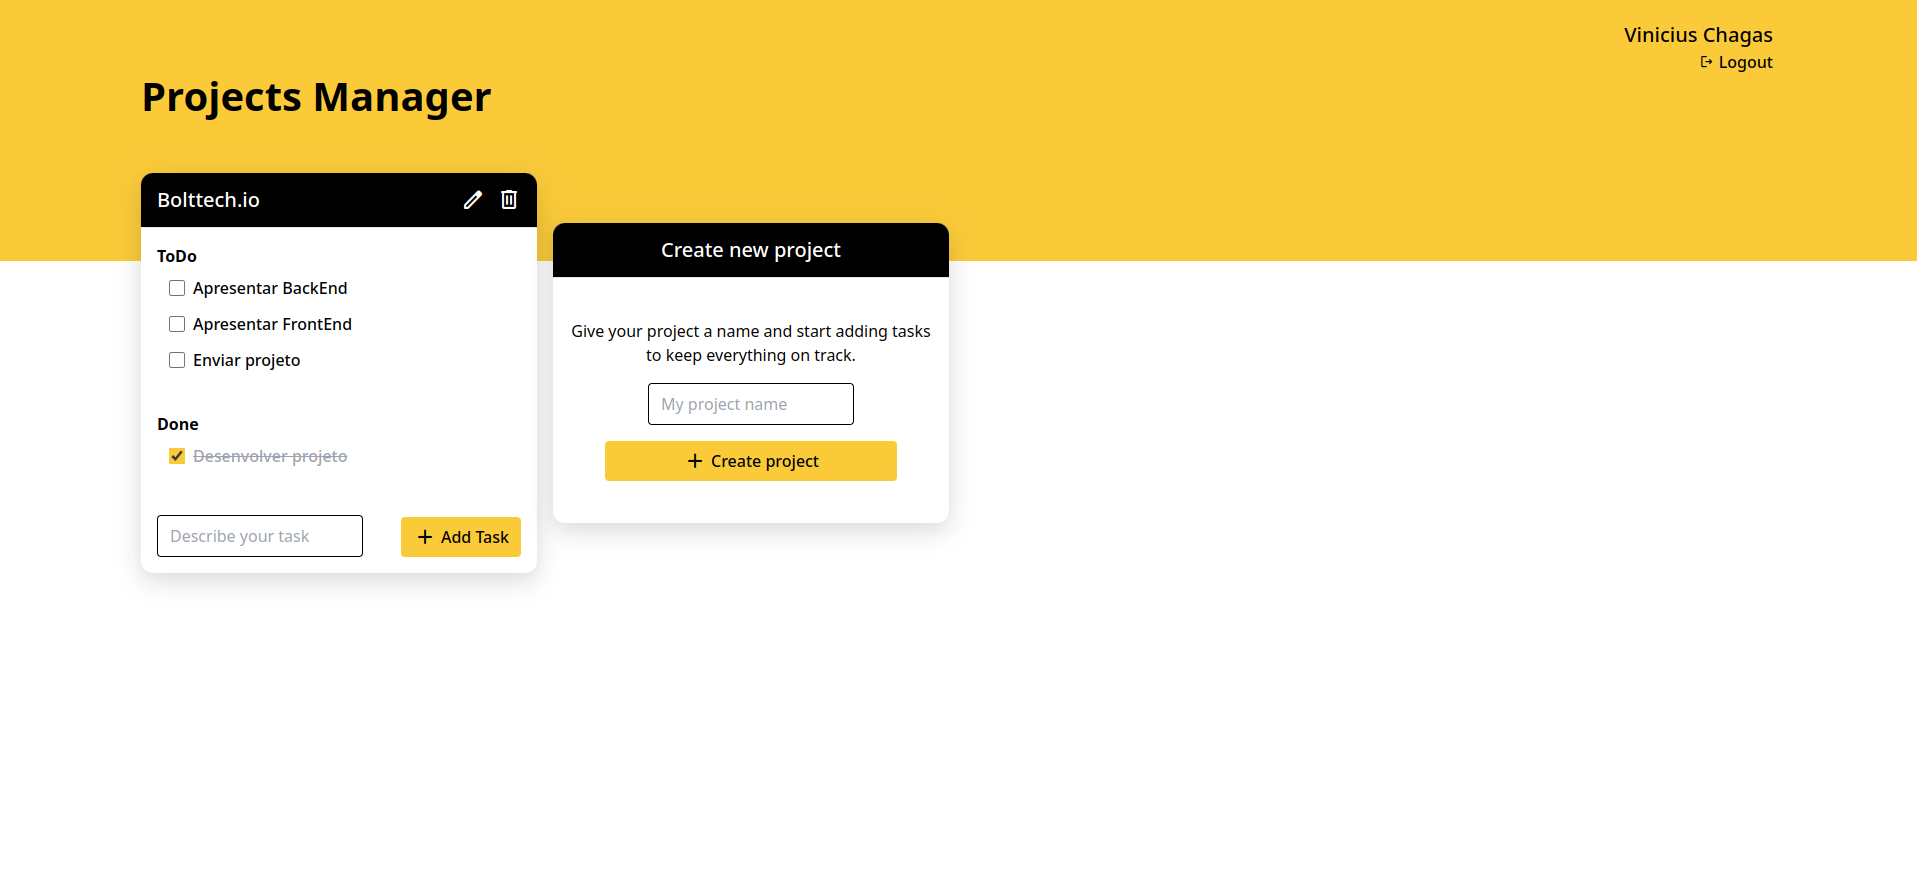 Vinicius Chagas
Logout
Projects Manager
Bolttech.io
ToDo
Apresentar BackEnd
Apresentar FrontEnd
Enviar projeto
Done
Desenvolver projeto
Describe your task
Add Task
Create new project
Give your project a name and start adding tasks
to keep everything on track.
My project name
Create project